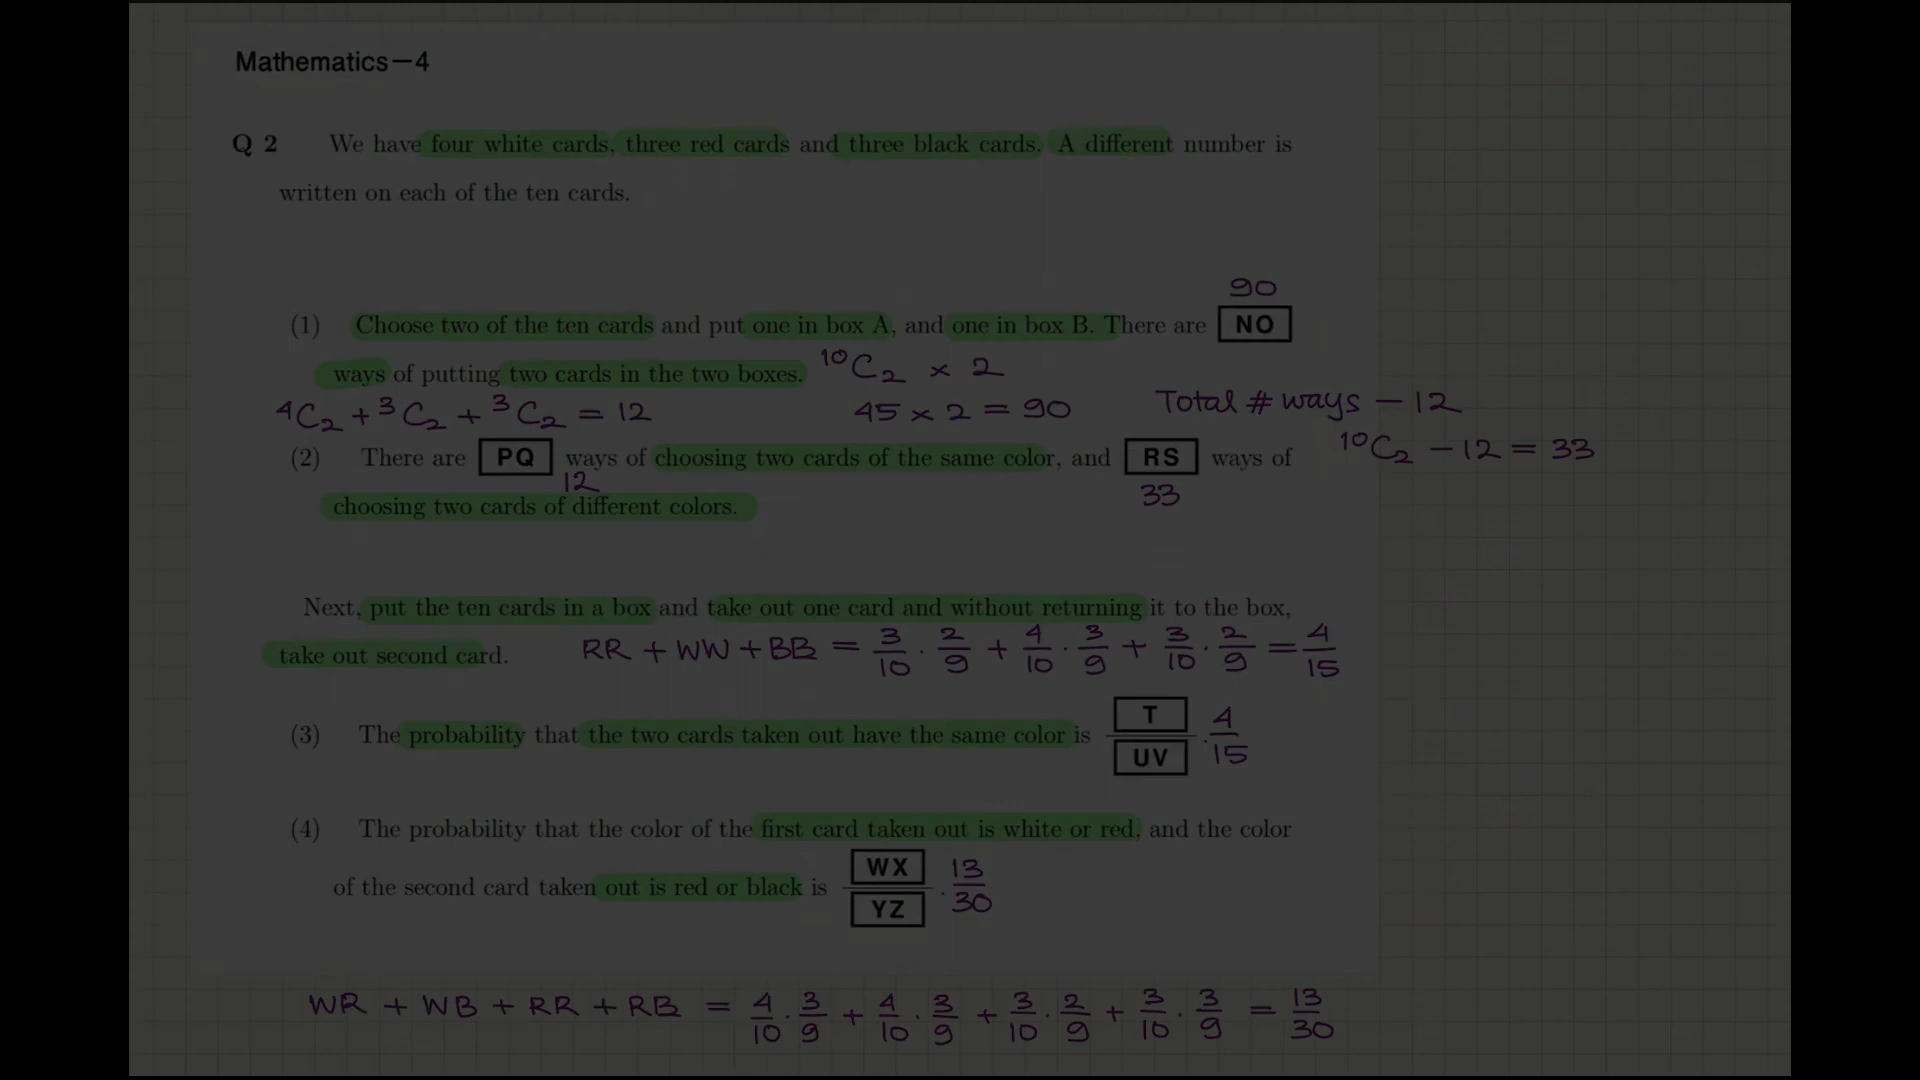 Mathematics－4
Q 2 We have four white cards, three red cards and three black cards. A different number is
written on each of the ten cards.
90
(1) Choose two of the ten cards and put one in box A, and one in box B. There are NO
ways of putting two cards in the two boxes. ¹⁰C₂ × 2
⁴C₂ + ³C₂ + ³C₂ = 12 45 × 2 = 90 Total # ways − 12
¹⁰C₂ − 12 = 33
(2) There are PQ ways of choosing two cards of the same color, and RS ways of
12 33
choosing two cards of different colors.
Next, put the ten cards in a box and take out one card and without returning it to the box,
take out second card. RR + WW + BB = 3/10 · 2/9 + 4/10 · 3/9 + 3/10 · 2/9 = 4/15
(3) The probability that the two cards taken out have the same color is T/UV . 4/15
(4) The probability that the color of the first card taken out is white or red, and the color
of the second card taken out is red or black is WX/YZ . 13/30
WR + WB + RR + RB = 4/10 · 3/9 + 4/10 · 3/9 + 3/10 · 2/9 + 3/10 · 3/9 = 13/30